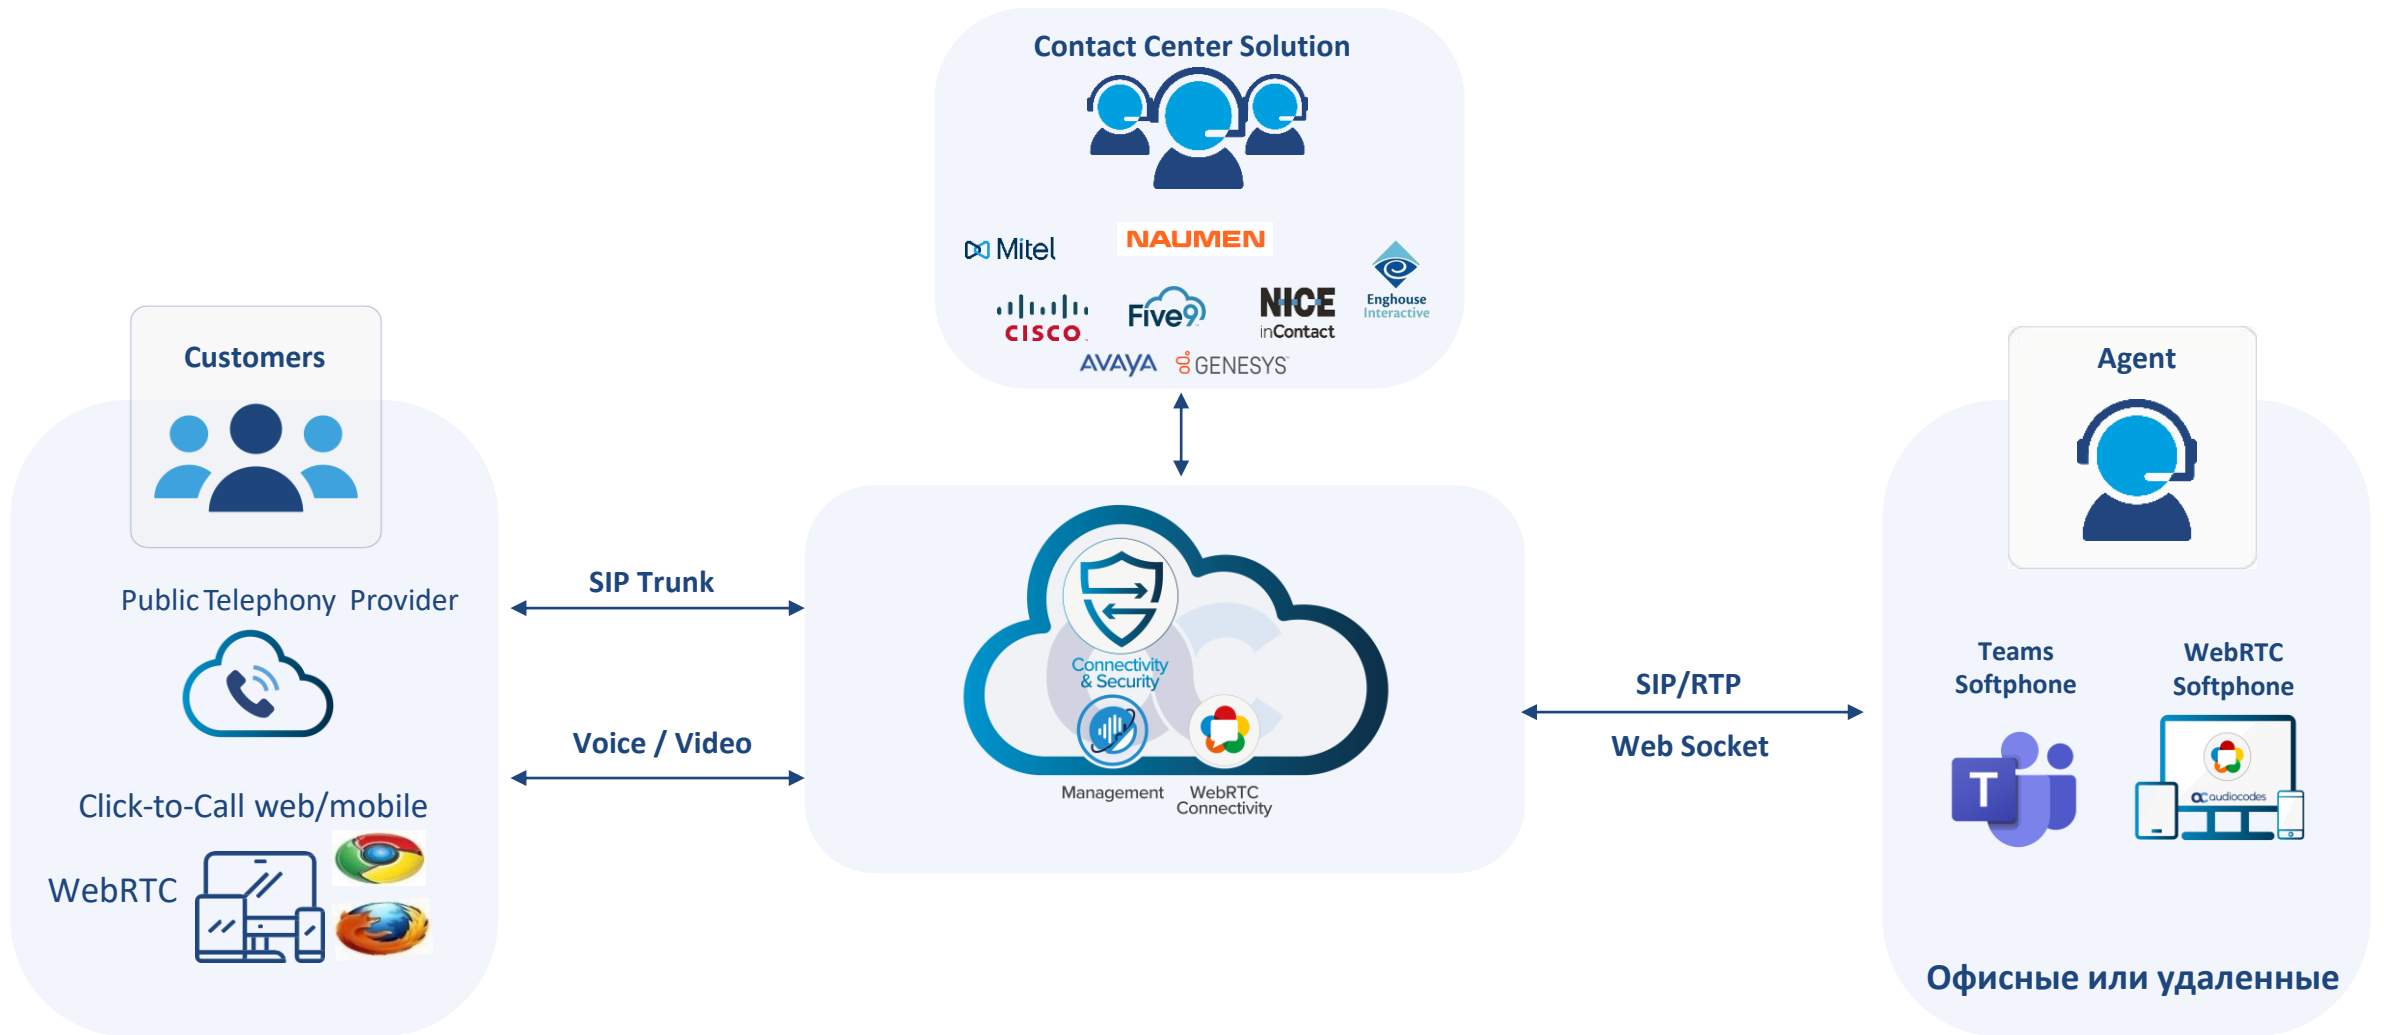 Contact Center Solution
Mitel
NAUMEN
Enghouse
Interactive
CISCO
Five9
NICE
inContact
AVAYA
GENESYS
Customers
Public Telephony Provider
Click-to-Call web/mobile
WebRTC
SIP Trunk
Voice / Video
Connectivity
& Security
Management
WebRTC
Connectivity
SIP/RTP
Web Socket
Agent
Teams
Softphone
T
WebRTC
Softphone
audiocodes
Офисные или удаленные